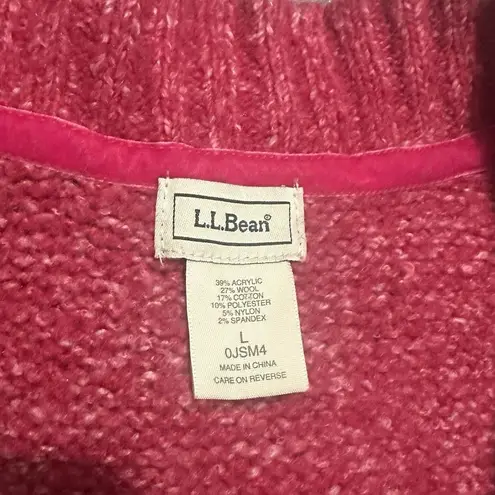 L.L.Bean®
39% ACRYLIC
27% WOOL
17% COTTON
10% POLYESTER
5% NYLON
2% SPANDEX
L
0JSM4
MADE IN CHINA
CARE ON REVERSE